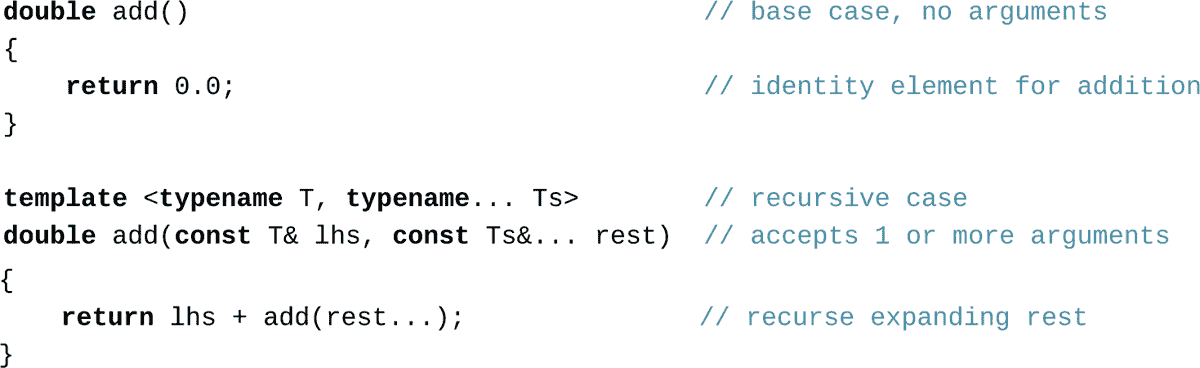 double add()                                 // base case, no arguments
{
    return 0.0;                              // identity element for addition
}

template <typename T, typename... Ts>        // recursive case
double add(const T& lhs, const Ts&... rest)  // accepts 1 or more arguments
{
    return lhs + add(rest...);               // recurse expanding rest
}